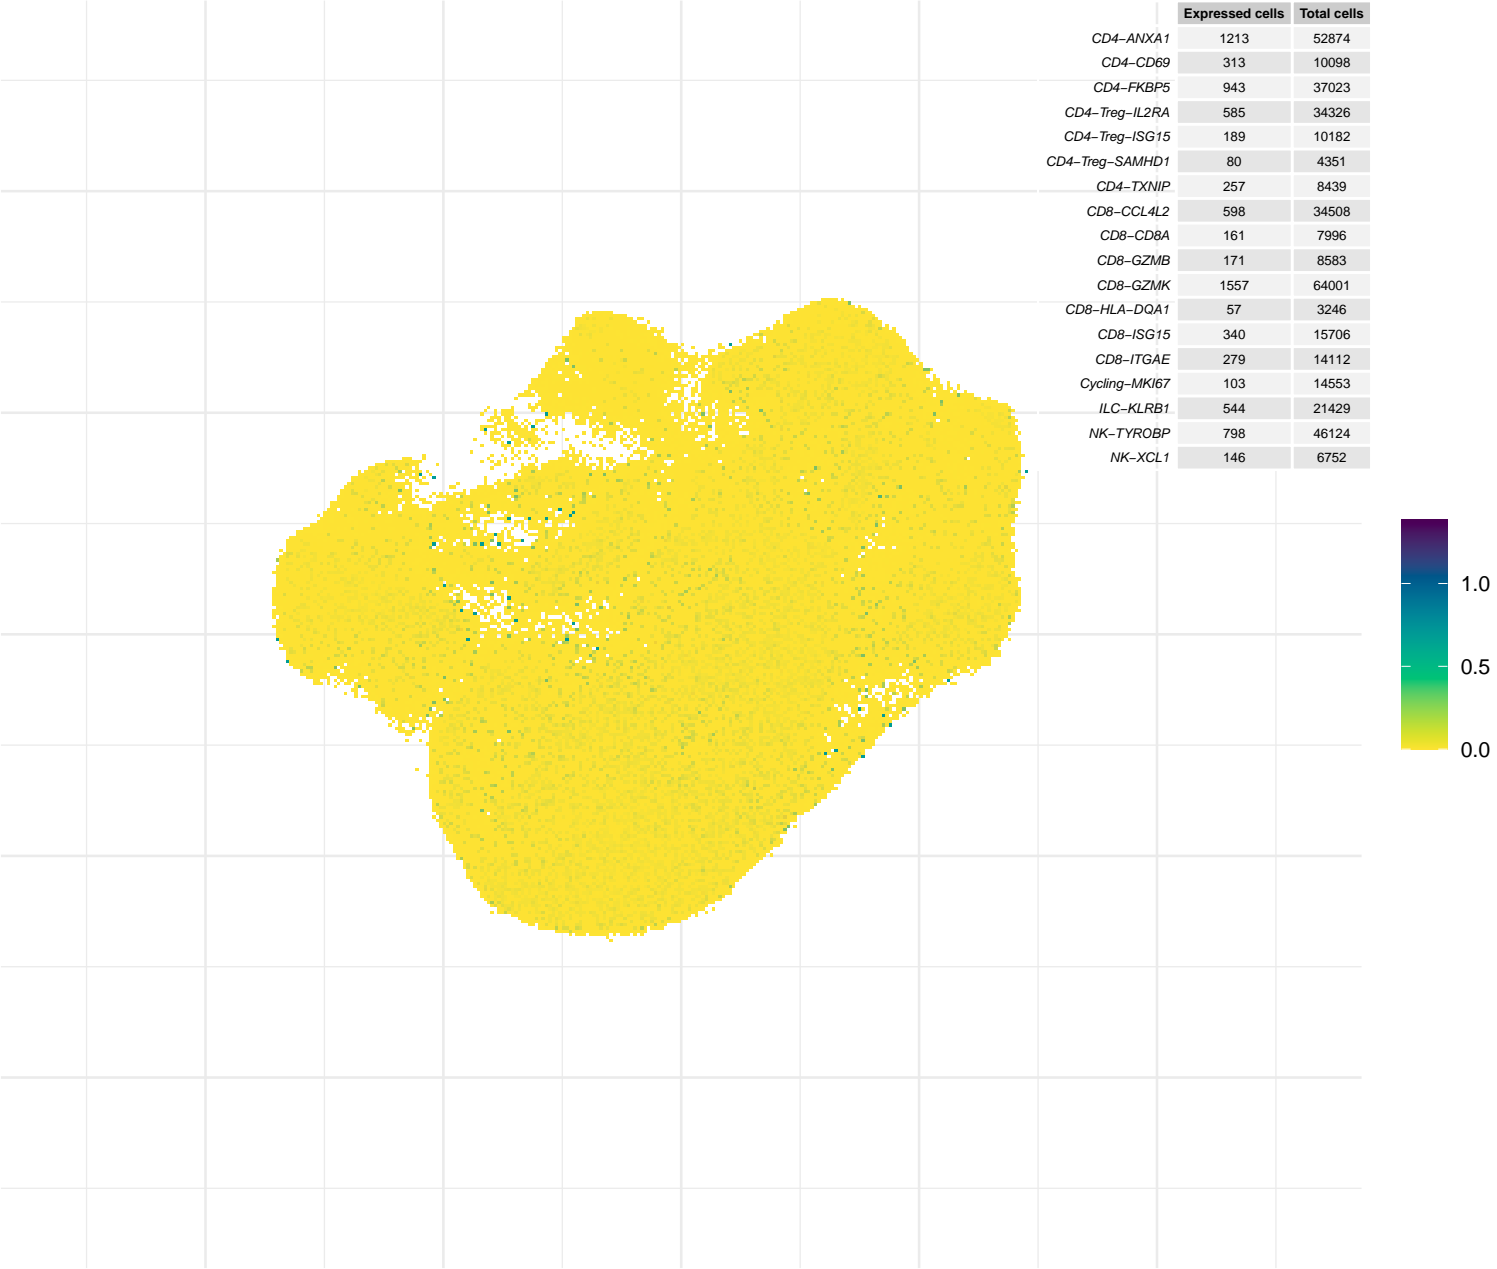 Expressed cells Total cells
CD4−ANXA1 1213 52874
CD4−CD69 313 10098
CD4−FKBP5 943 37023
CD4−Treg−IL2RA 585 34326
CD4−Treg−ISG15 189 10182
CD4−Treg−SAMHD1 80 4351
CD4−TXNIP 257 8439
CD8−CCL4L2 598 34508
CD8−CD8A 161 7996
CD8−GZMB 171 8583
CD8−GZMK 1557 64001
CD8−HLA−DQA1 57 3246
CD8−ISG15 340 15706
CD8−ITGAE 279 14112
Cycling−MKI67 103 14553
ILC−KLRB1 544 21429
NK−TYROBP 798 46124
NK−XCL1 146 6752
1.0
0.5
0.0